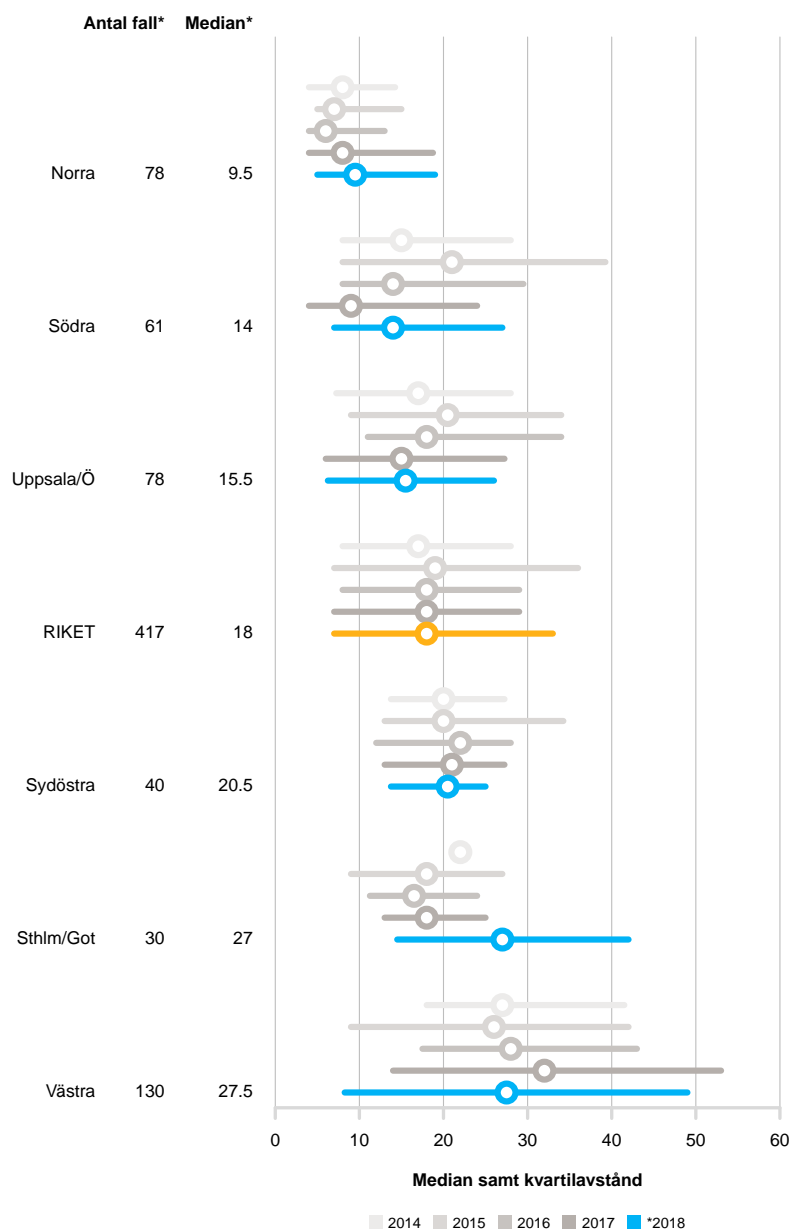 Antal fall* Median*
Norra 78 9.5
Södra 61 14
Uppsala/Ö 78 15.5
RIKET 417 18
Sydöstra 40 20.5
Sthlm/Got 30 27
Västra 130 27.5
0 10 20 30 40 50 60
Median samt kvartilavstånd
2014 2015 2016 2017 *2018